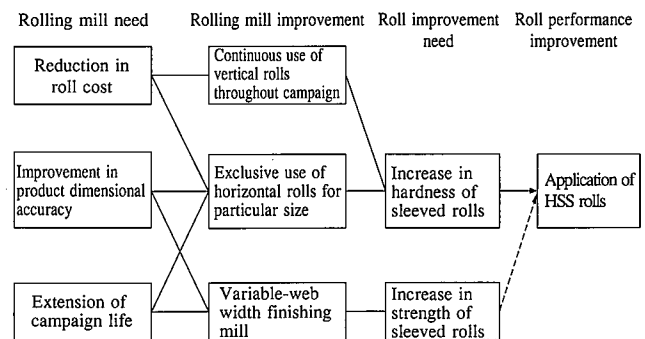 Rolling mill need
Rolling mill improvement
Roll improvement
need
Roll performance
improvement
Reduction in
roll cost
Continuous use of
vertical rolls
throughout campaign
Improvement in
product dimensional
accuracy
Exclusive use of
horizontal rolls for
particular size
Increase in
hardness of
sleeved rolls
Application of
HSS rolls
Extension of
campaign life
Variable-web
width finishing
mill
Increase in
strength of
sleeved rolls